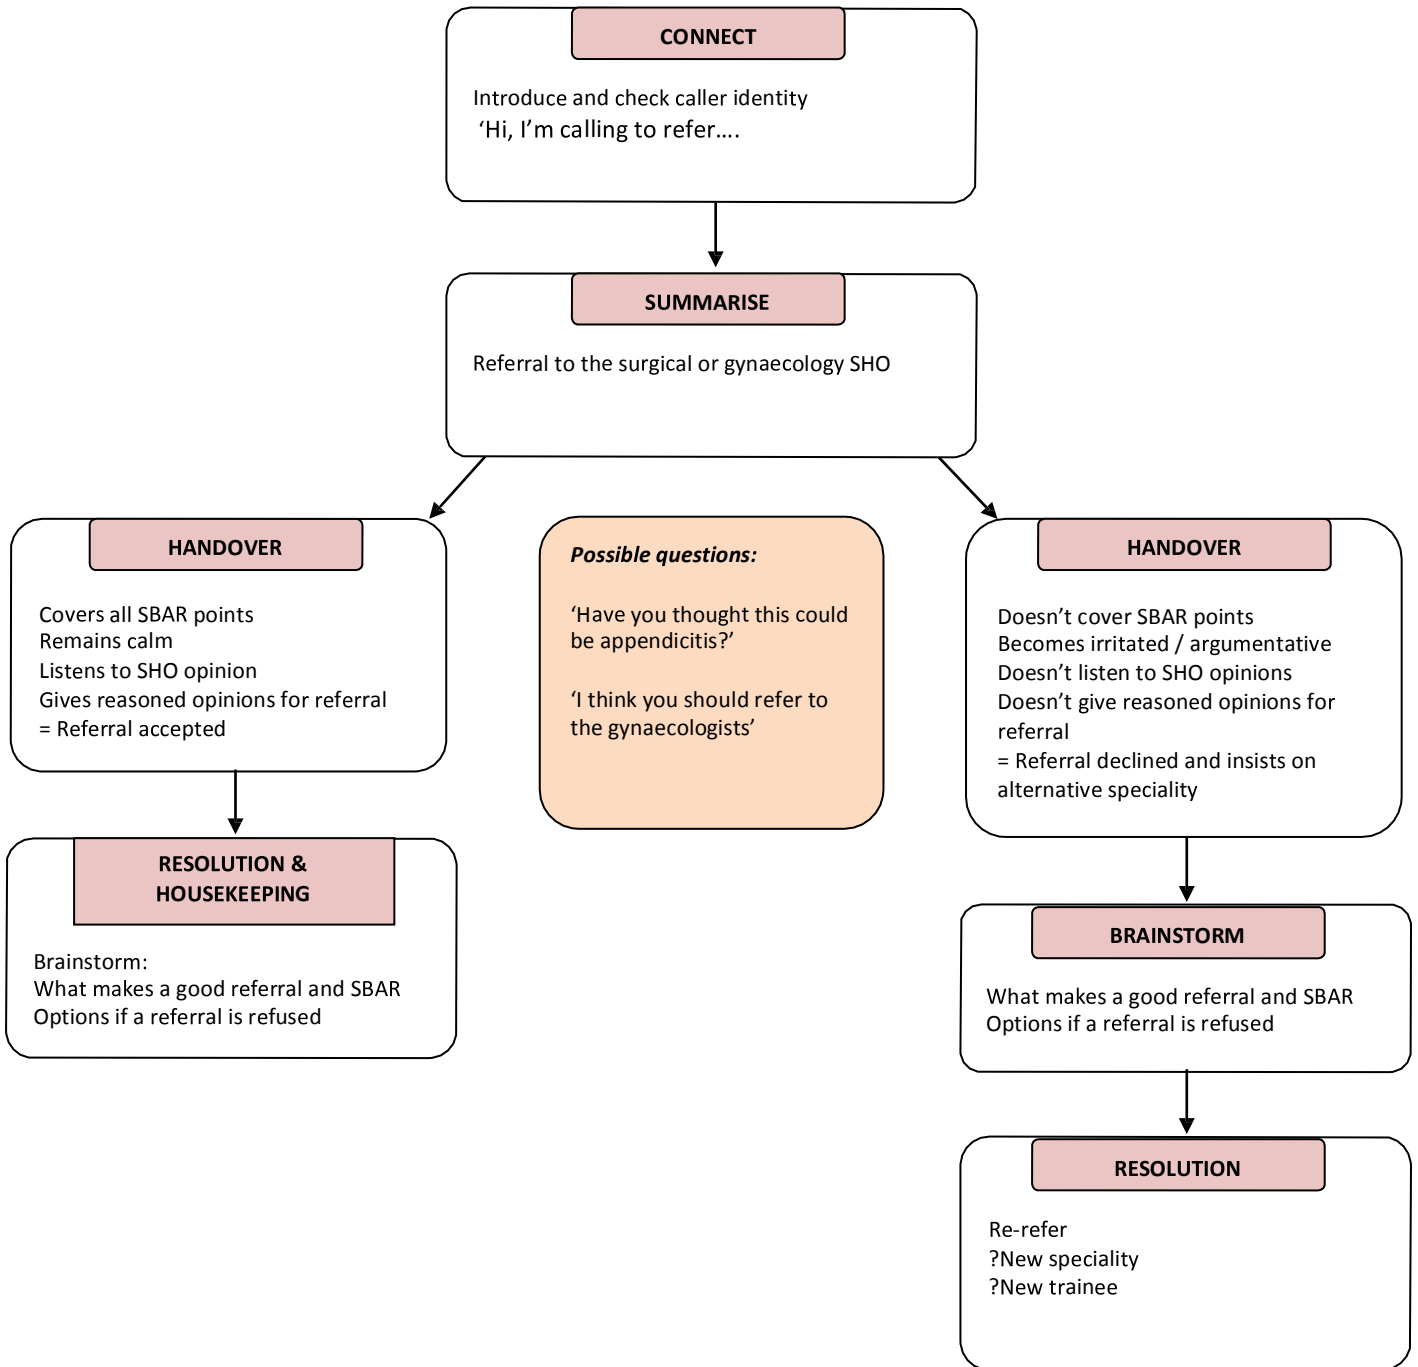 CONNECT
Introduce and check caller identity
‘Hi, I’m calling to refer….
SUMMARISE
Referral to the surgical or gynaecology SHO
HANDOVER
Covers all SBAR points
Remains calm
Listens to SHO opinion
Gives reasoned opinions for referral
= Referral accepted
Possible questions:
‘Have you thought this could
be appendicitis?’
‘I think you should refer to
the gynaecologists’
HANDOVER
Doesn’t cover SBAR points
Becomes irritated / argumentative
Doesn’t listen to SHO opinions
Doesn’t give reasoned opinions for
referral
= Referral declined and insists on
alternative speciality
RESOLUTION &
HOUSEKEEPING
Brainstorm:
What makes a good referral and SBAR
Options if a referral is refused
BRAINSTORM
What makes a good referral and SBAR
Options if a referral is refused
RESOLUTION
Re-refer
?New speciality
?New trainee